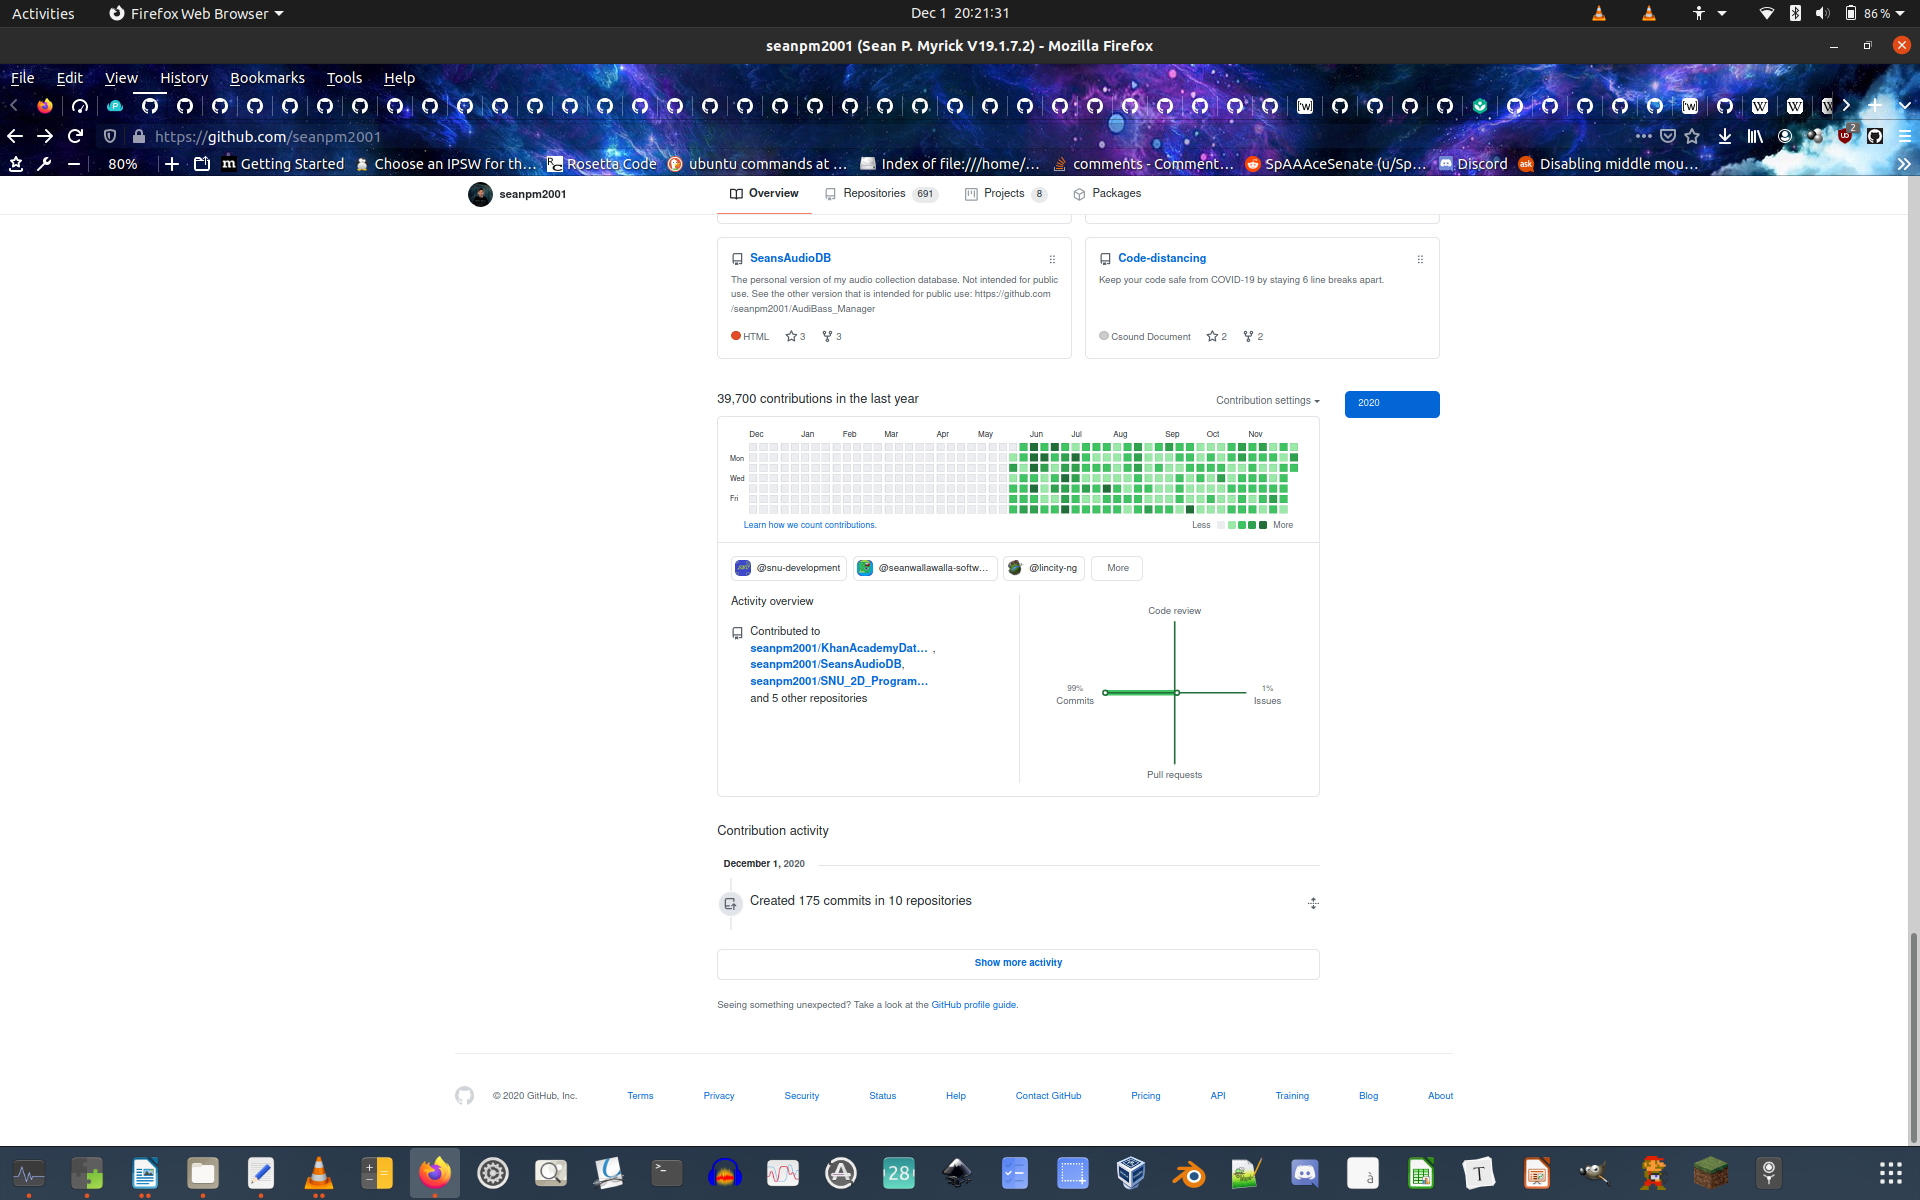 Activities Firefox Web Browser Dec 1 20:21:31 86 %
seanpm2001 (Sean P. Myrick V19.1.7.2) - Mozilla Firefox
File Edit View History Bookmarks Tools Help
https://github.com/seanpm2001 2
80% Getting Started Choose an IPSW for th… Rosetta Code ubuntu commands at … Index of file:///home/… comments - Comment… SpAAAceSenate (u/Sp… Discord Disabling middle mou…
seanpm2001 Overview Repositories 691 Projects 8 Packages
SeansAudioDB
The personal version of my audio collection database. Not intended for public
use. See the other version that is intended for public use: https://github.com
/seanpm2001/AudiBass_Manager
HTML 3 3
Code-distancing
Keep your code safe from COVID-19 by staying 6 line breaks apart.
Csound Document 2 2
39,700 contributions in the last year Contribution settings 2020
Dec Jan Feb Mar Apr May Jun Jul Aug Sep Oct Nov
Mon
Wed
Fri
Learn how we count contributions. Less More
@snu-development @seanwallawalla-softw… @lincity-ng More
Activity overview
Contributed to
seanpm2001/KhanAcademyDat… ,
seanpm2001/SeansAudioDB,
seanpm2001/SNU_2D_Program…
and 5 other repositories
Code review
99%
Commits
1%
Issues
Pull requests
Contribution activity
December 1, 2020
Created 175 commits in 10 repositories
Show more activity
Seeing something unexpected? Take a look at the GitHub profile guide.
© 2020 GitHub, Inc. Terms Privacy Security Status Help Contact GitHub Pricing API Training Blog About
28